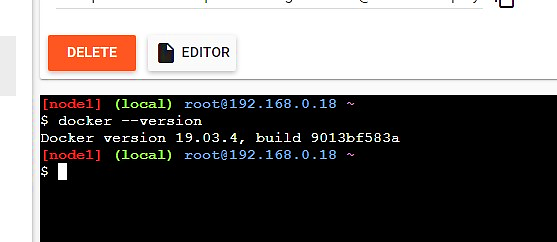 DELETE
EDITOR
[node1] (local) root@192.168.0.18 ~
$ docker --version
Docker version 19.03.4, build 9013bf583a
[node1] (local) root@192.168.0.18 ~
$